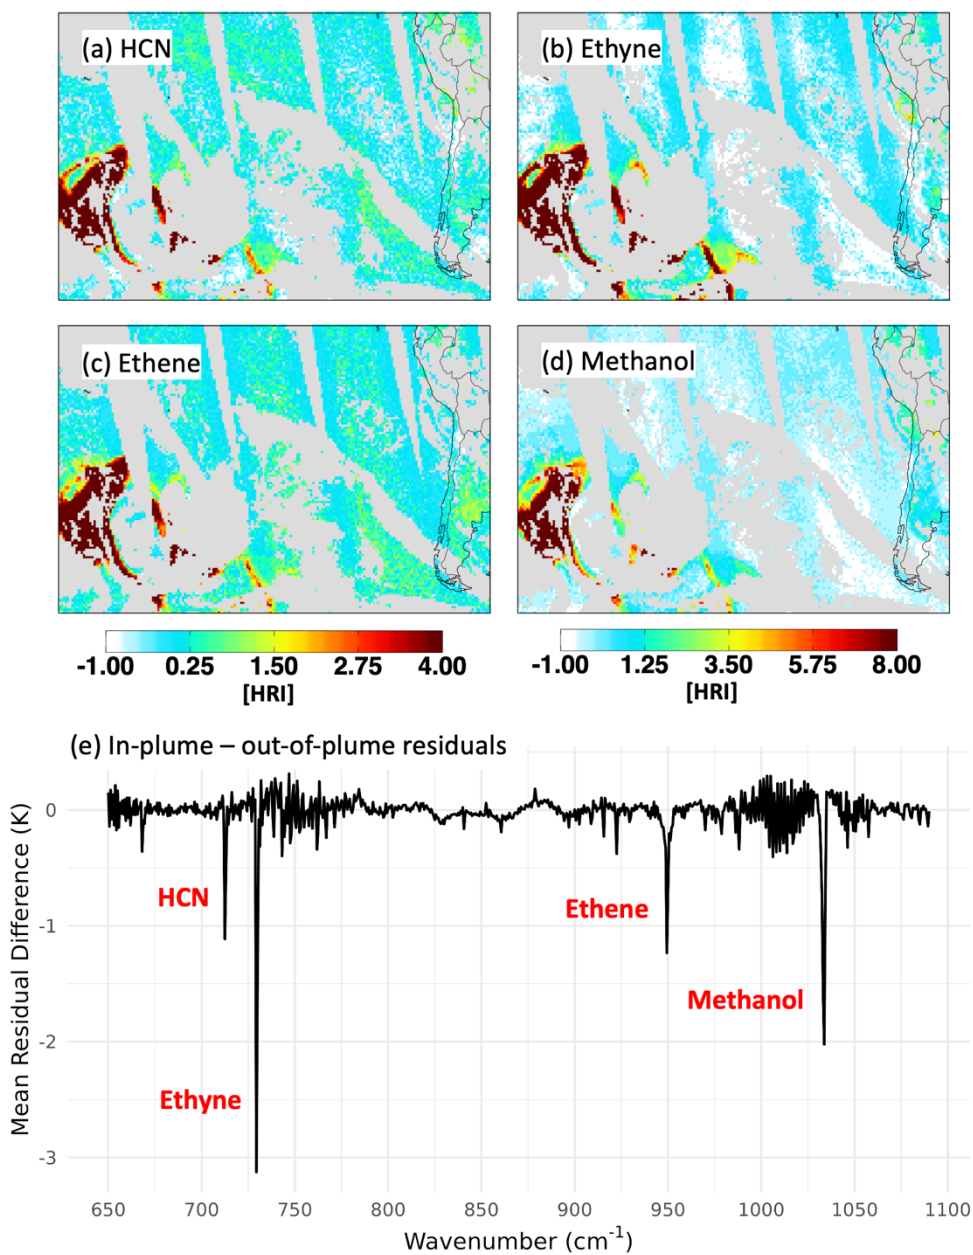 (a) HCN
(b) Ethyne
(c) Ethene
(d) Methanol
-1.00 0.25 1.50 2.75 4.00
[HRI]
-1.00 1.25 3.50 5.75 8.00
[HRI]
(e) In-plume – out-of-plume residuals
Mean Residual Difference (K)
0
-1
-2
-3
HCN
Ethyne
Ethene
Methanol
650 700 750 800 850 900 950 1000 1050 1100
Wavenumber (cm⁻¹)